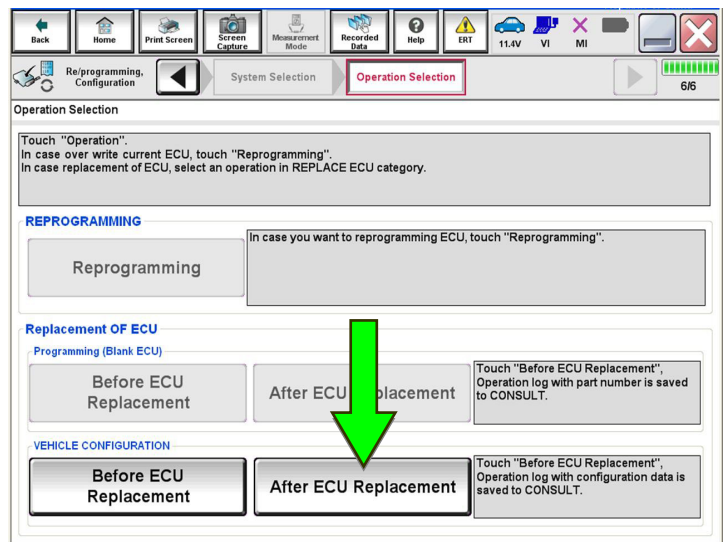 Back
Home
Print Screen
Screen
Capture
Measurement
Mode
Recorded
Data
Help
ERT
11.4V
VI
MI
Re/programming,
Configuration
System Selection
Operation Selection
6/6
Operation Selection
Touch "Operation".
In case over write current ECU, touch "Reprogramming".
In case replacement of ECU, select an operation in REPLACE ECU category.
REPROGRAMMING
Reprogramming
In case you want to reprogramming ECU, touch "Reprogramming".
Replacement OF ECU
Programming (Blank ECU)
Before ECU
Replacement
After ECU
Touch "Before ECU Replacement",
Operation log with part number is saved
to CONSULT.
VEHICLE CONFIGURATION
Before ECU
Replacement
After ECU Replacement
Touch "Before ECU Replacement",
Operation log with configuration data is
saved to CONSULT.